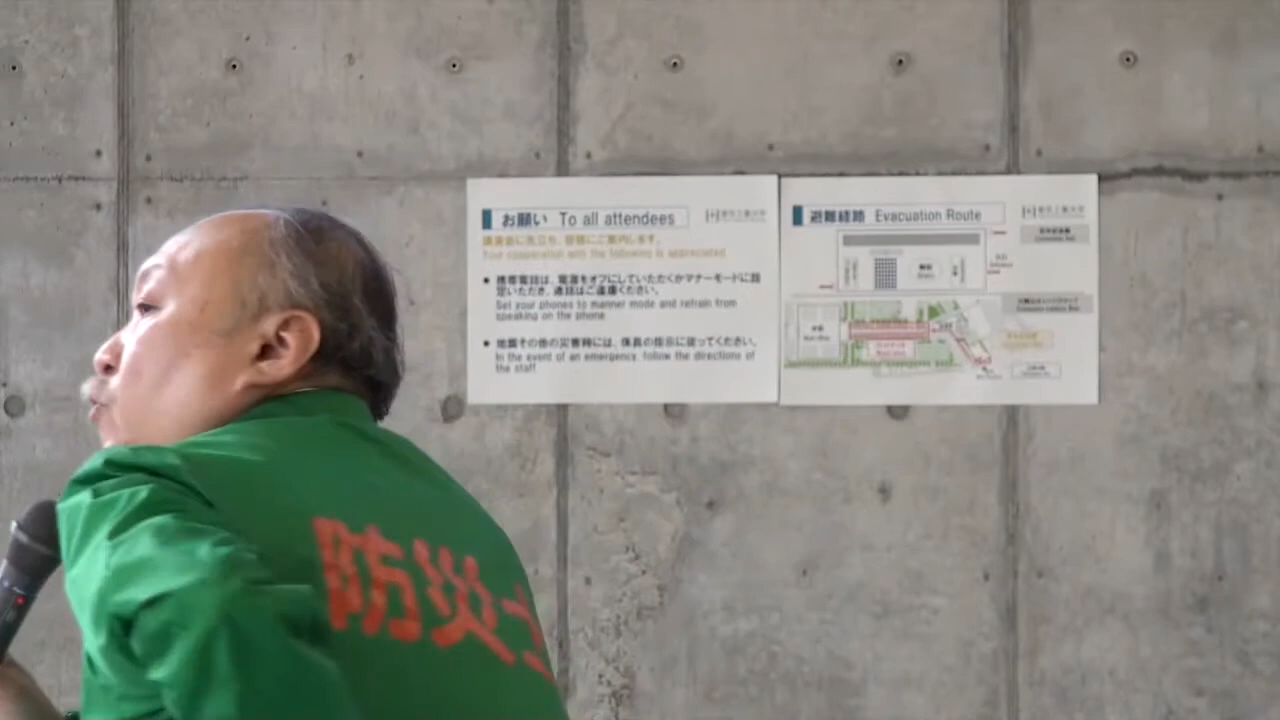 お願い To all attendees
講演会に先立ち、皆様にご案内します。
Your cooperation with the following is appreciated
● 携帯電話は、電源をオフにしていただくかマナーモードに設
定いただき、通話はご遠慮ください。
Set your phones to manner mode and refrain from
speaking on the phone
● 地震その他の災害時には、係員の指示に従ってください。
In the event of an emergency, follow the directions of
the staff
避難経路 Evacuation Route
防災士